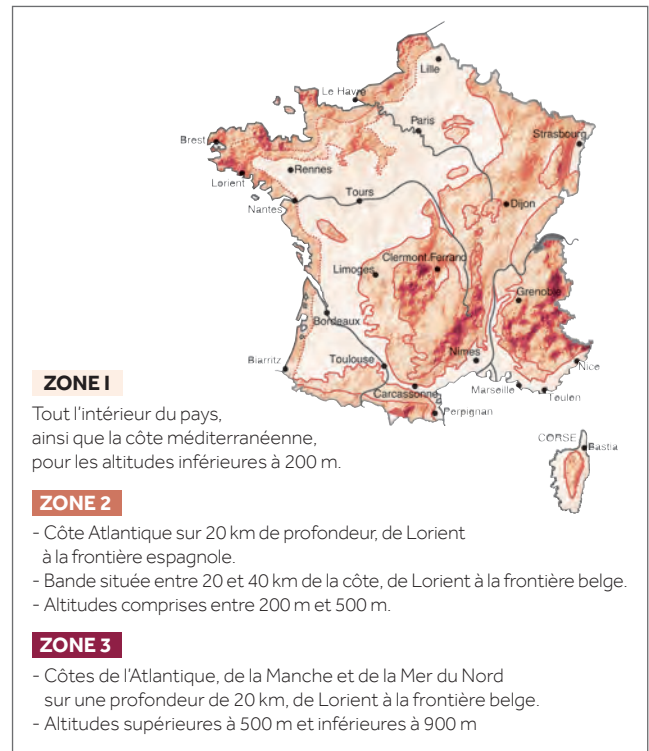 Lille
Le Havre
Paris
Strasbourg
Brest
Rennes
Lorient
Tours
Nantes
Dijon
Clermont Ferrand
Limoges
Grenoble
Bordeaux
Biarritz
Toulouse
Nimes
Nice
Carcassonne
Marseille
Toulon
Perpignan
CORSE
Bastia
ZONE I
Tout l'intérieur du pays,
ainsi que la côte méditerranéenne,
pour les altitudes inférieures à 200 m.
ZONE 2
- Côte Atlantique sur 20 km de profondeur, de Lorient
à la frontière espagnole.
- Bande située entre 20 et 40 km de la côte, de Lorient à la frontière belge.
- Altitudes comprises entre 200 m et 500 m.
ZONE 3
- Côtes de l'Atlantique, de la Manche et de la Mer du Nord
sur une profondeur de 20 km, de Lorient à la frontière belge.
- Altitudes supérieures à 500 m et inférieures à 900 m